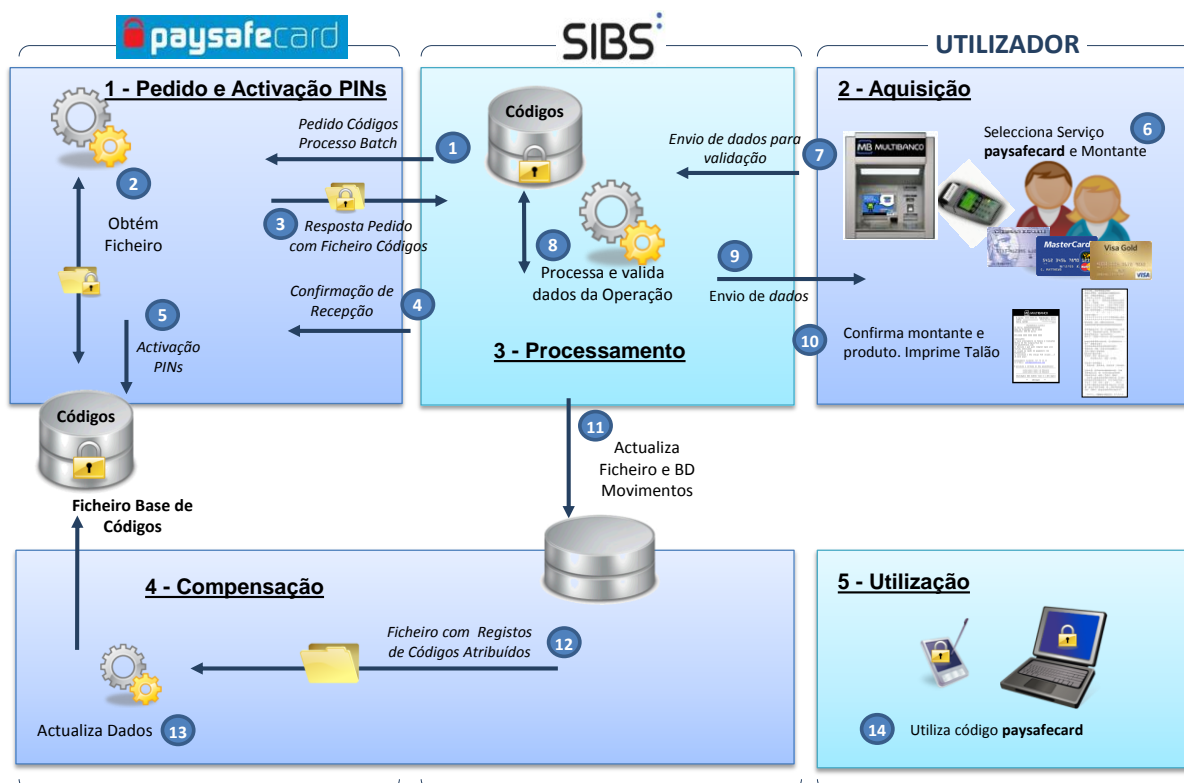 paysafecard
SIBS
UTILIZADOR
1 - Pedido e Activação PINs
Pedido Códigos
Processo Batch
1
2
Obtém
Ficheiro
3
Resposta Pedido
com Ficheiro Códigos
Confirmação de
Recepção
4
5
Activação
PINs
Códigos
Ficheiro Base de
Códigos
Códigos
8
Processa e valida
dados da Operação
3 - Processamento
Envio de dados para
validação
7
9
Envio de dados
2 - Aquisição
Selecciona Serviço
paysafecard e Montante
6
MB MULTIBANCO
MasterCard
Visa Gold
VISA
10
Confirma montante e
produto. Imprime Talão
11
Actualiza
Ficheiro e BD
Movimentos
4 - Compensação
Ficheiro com Registos
de Códigos Atribuídos
12
Actualiza Dados
13
5 - Utilização
14
Utiliza código paysafecard